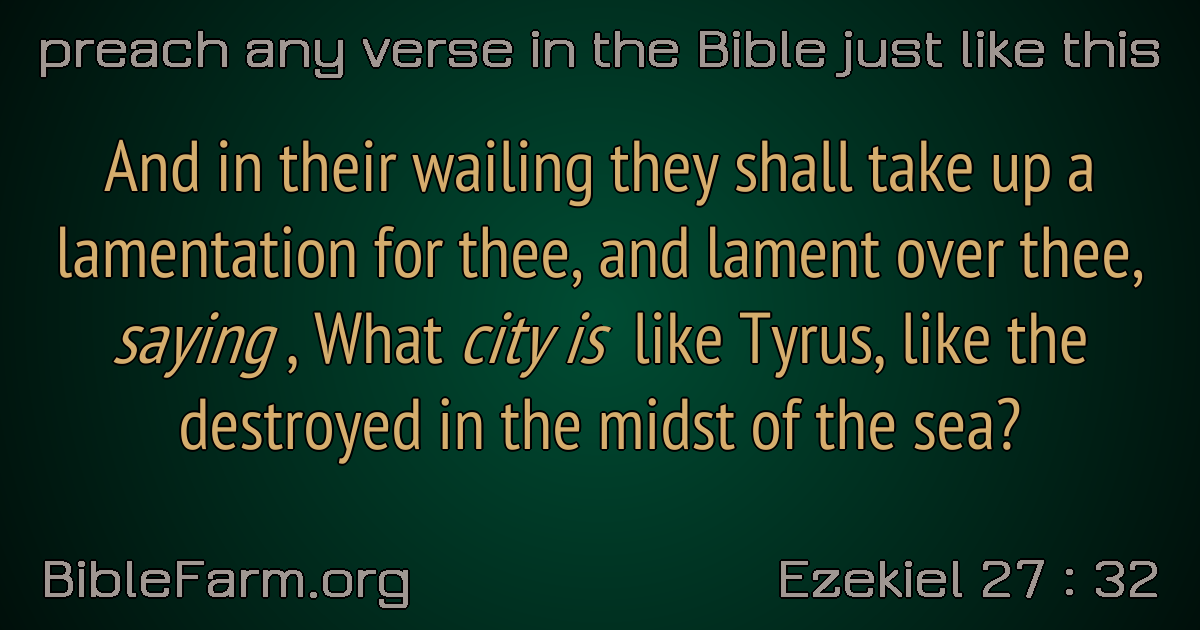 preach any verse in the Bible just like this
And in their wailing they shall take up a
lamentation for thee, and lament over thee,
saying , What city is like Tyrus, like the
destroyed in the midst of the sea?
BibleFarm.org
Ezekiel 27 : 32